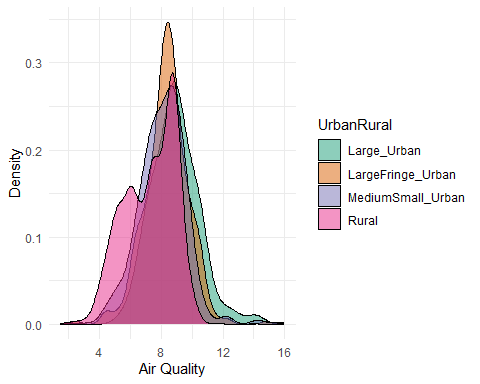 0.3
0.2
0.1
0.0
Density
4 8 12 16
Air Quality
UrbanRural
Large_Urban
LargeFringe_Urban
MediumSmall_Urban
Rural